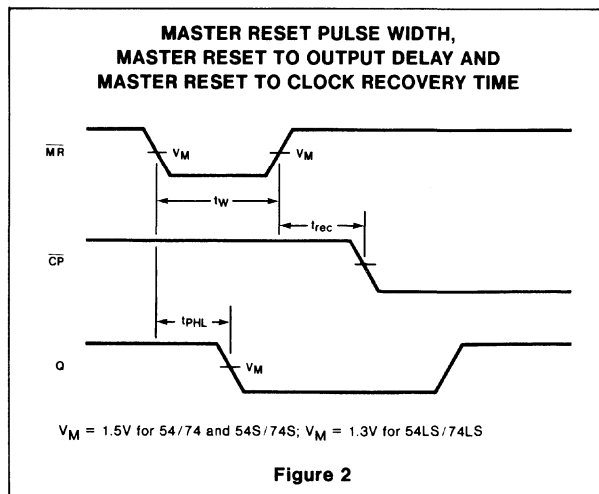 MASTER RESET PULSE WIDTH,
MASTER RESET TO OUTPUT DELAY AND
MASTER RESET TO CLOCK RECOVERY TIME
MR
VM
VM
tW
trec
CP
tPHL
Q
VM
VM = 1.5V for 54/74 and 54S/74S; VM = 1.3V for 54LS/74LS
Figure 2